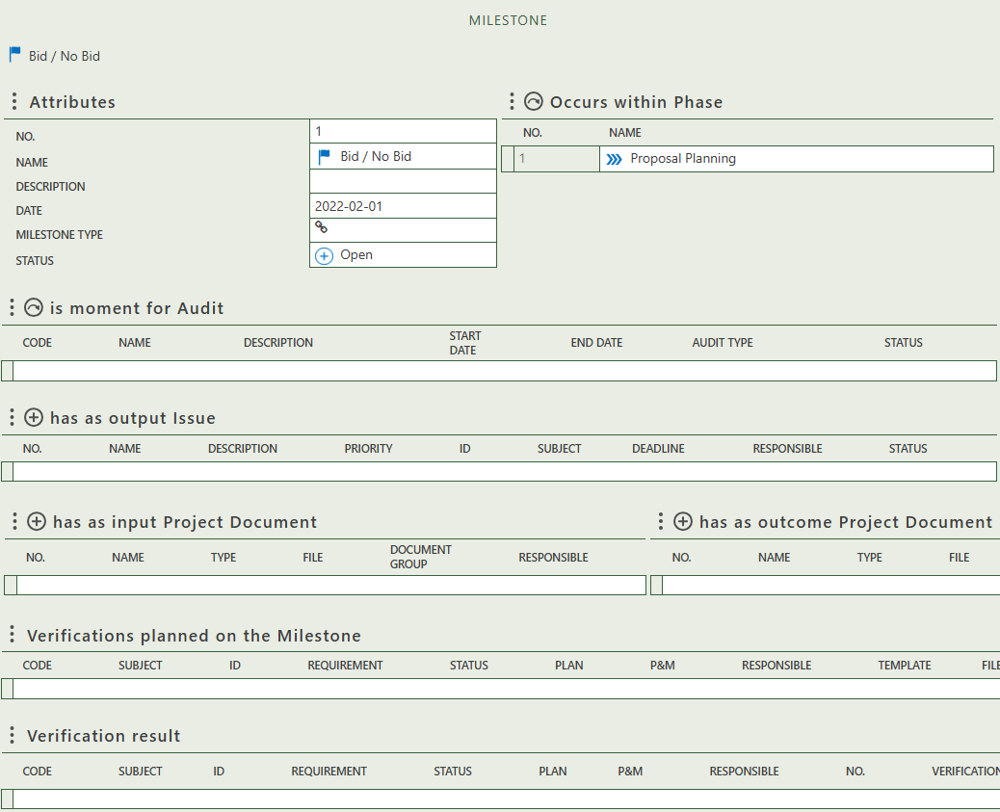 MILESTONE
Bid / No Bid
Attributes
NO. 1
NAME Bid / No Bid
DESCRIPTION
DATE 2022-02-01
MILESTONE TYPE
STATUS Open
Occurs within Phase
NO. NAME
1 Proposal Planning
is moment for Audit
CODE NAME DESCRIPTION START DATE END DATE AUDIT TYPE STATUS
has as output Issue
NO. NAME DESCRIPTION PRIORITY ID SUBJECT DEADLINE RESPONSIBLE STATUS
has as input Project Document
NO. NAME TYPE FILE DOCUMENT GROUP RESPONSIBLE
has as outcome Project Document
NO. NAME TYPE FILE
Verifications planned on the Milestone
CODE SUBJECT ID REQUIREMENT STATUS PLAN P&M RESPONSIBLE TEMPLATE FILE
Verification result
CODE SUBJECT ID REQUIREMENT STATUS PLAN P&M RESPONSIBLE NO. VERIFICATION